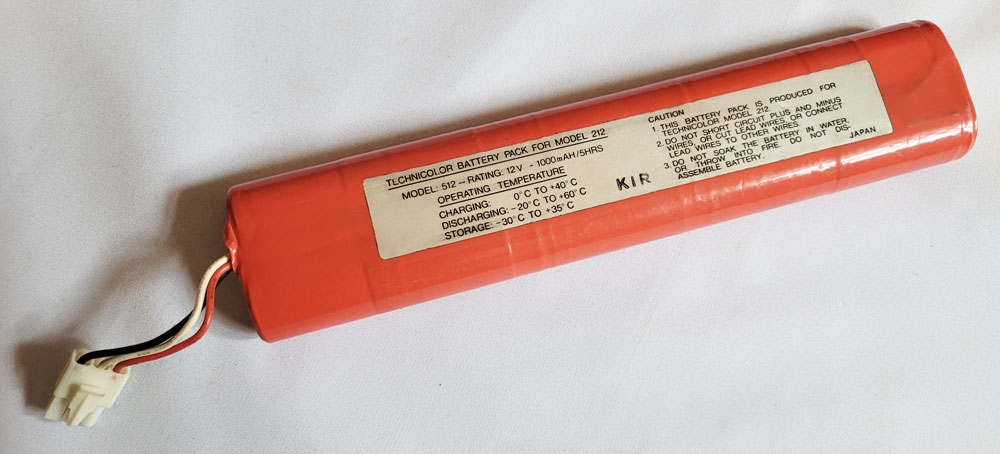 TECHNICOLOR BATTERY PACK FOR MODEL 212
MODEL: 512 -- RATING: 12V - 1000mAH/5HRS
OPERATING TEMPERATURE
CHARGING: 0°C TO +40°C
DISCHARGING: -20°C TO +60°C
STORAGE: -30°C TO +35°C
KIR
CAUTION
1. THIS BATTERY PACK IS PRODUCED FOR
TECHNICOLOR MODEL 212.
2. DO NOT SHORT CIRCUIT PLUS AND MINUS
WIRES, OR CUT LEAD WIRES, OR CONNECT
LEAD WIRES TO OTHER WIRES.
3. DO NOT SOAK THE BATTERY IN WATER,
OR THROW INTO FIRE. DO NOT DIS-
ASSEMBLE BATTERY.
JAPAN